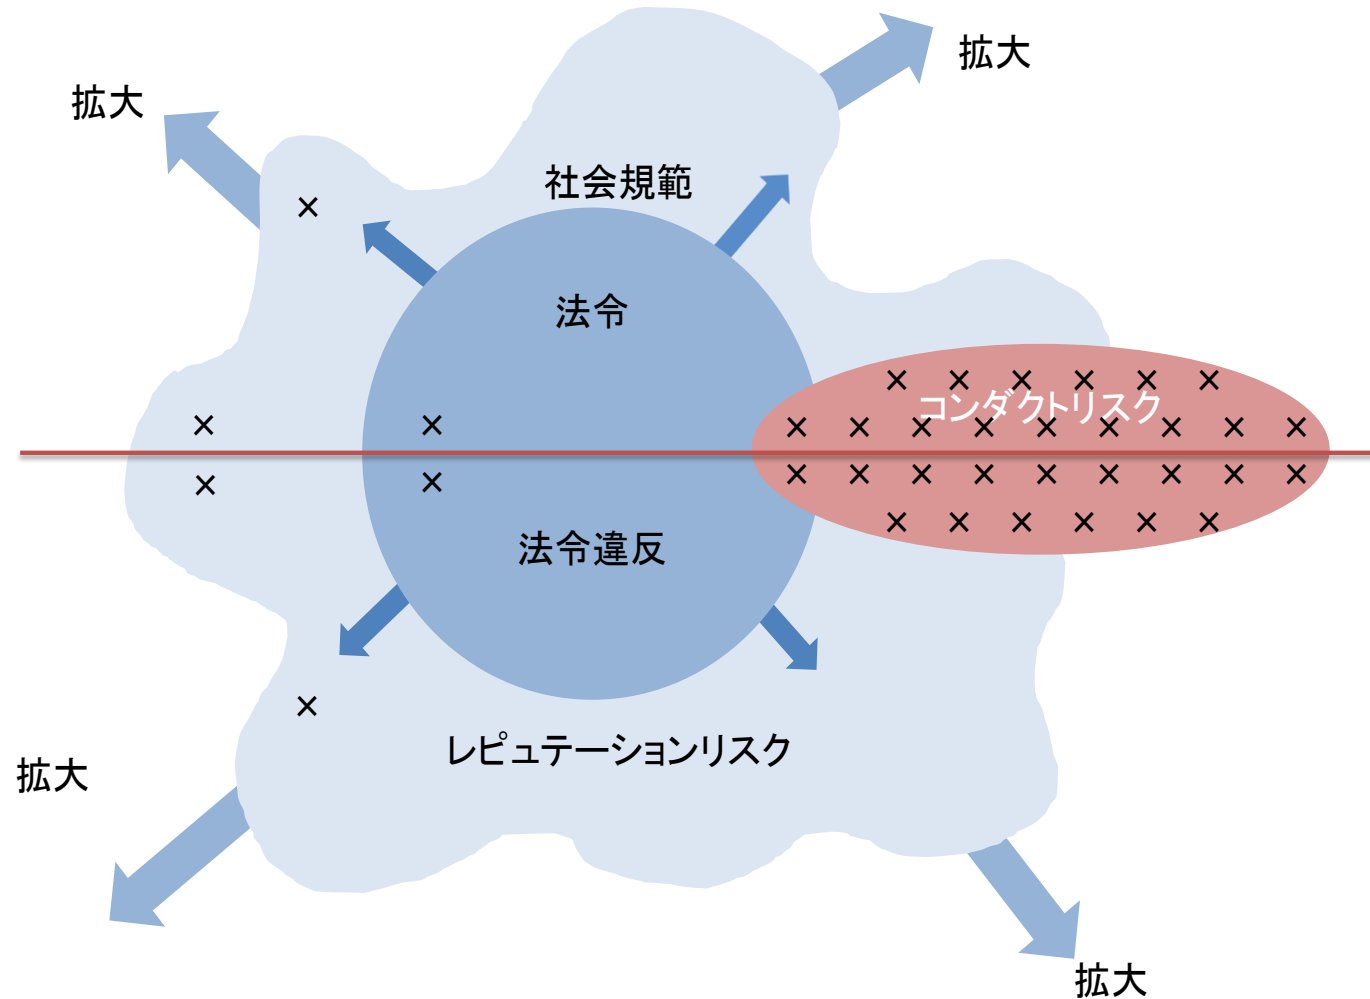 拡大
拡大
社会規範
法令
コンダクトリスク
法令違反
レピュテーションリスク
拡大
拡大